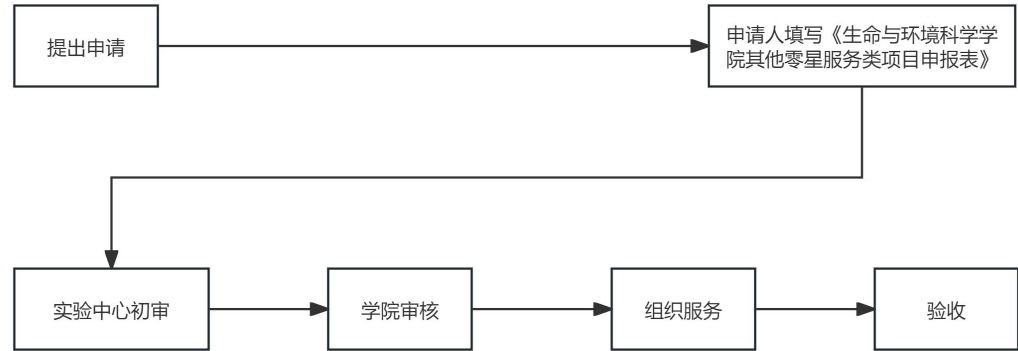 提出申请
申请人填写《生命与环境科学学
院其他零星服务类项目申报表》
实验中心初审
学院审核
组织服务
验收